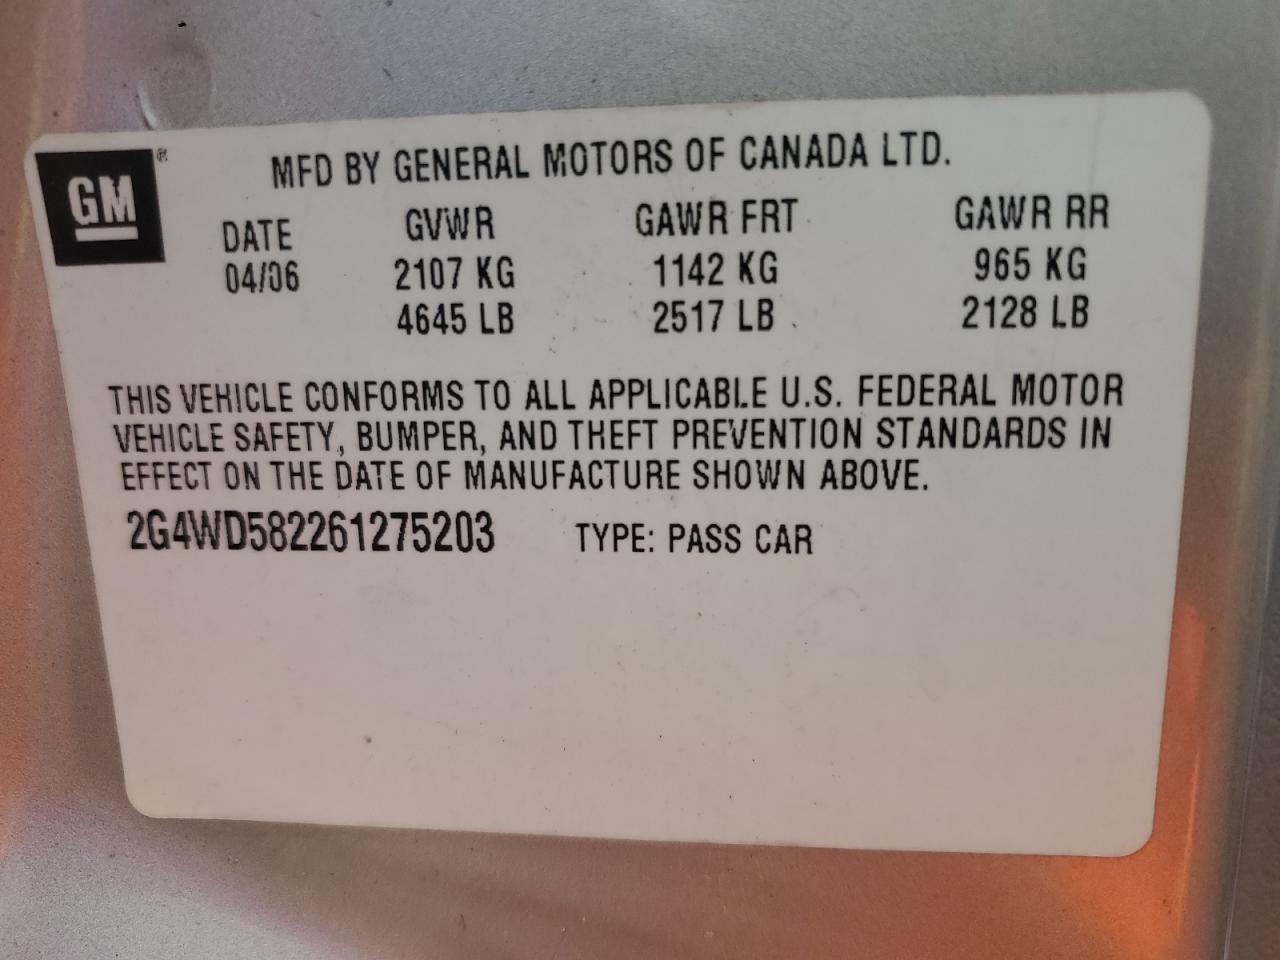 GM®
MFD BY GENERAL MOTORS OF CANADA LTD.
DATE GVWR GAWR FRT GAWR RR
04/06 2107 KG 1142 KG 965 KG
4645 LB 2517 LB 2128 LB
THIS VEHICLE CONFORMS TO ALL APPLICABLE U.S. FEDERAL MOTOR
VEHICLE SAFETY, BUMPER, AND THEFT PREVENTION STANDARDS IN
EFFECT ON THE DATE OF MANUFACTURE SHOWN ABOVE.
2G4WD582261275203 TYPE: PASS CAR